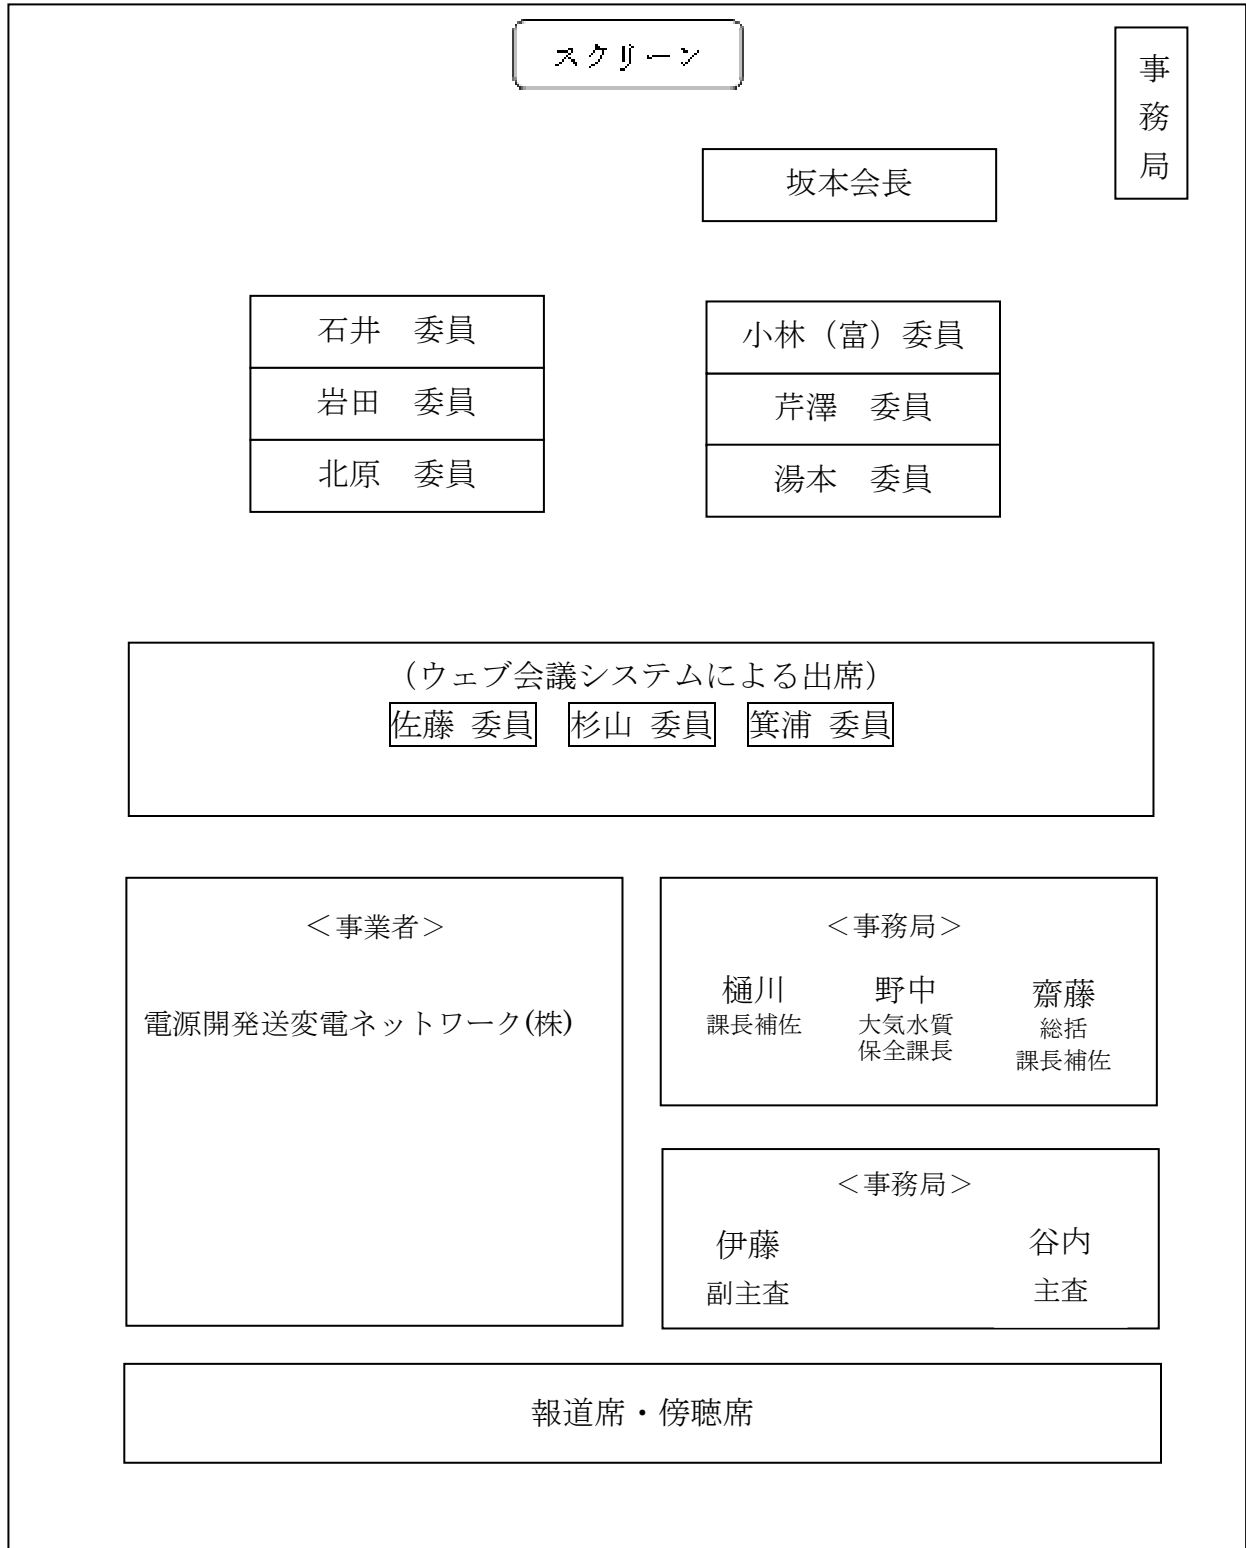 スクリーン
事務局
坂本会長
石井　委員
岩田　委員
北原　委員
小林（富）委員
芹澤　委員
湯本　委員
（ウェブ会議システムによる出席）
佐藤 委員 杉山 委員 箕浦 委員
＜事業者＞
電源開発送変電ネットワーク(株)
＜事務局＞
樋川
課長補佐
野中
大気水質
保全課長
齋藤
総括
課長補佐
＜事務局＞
伊藤
副主査
谷内
主査
報道席・傍聴席